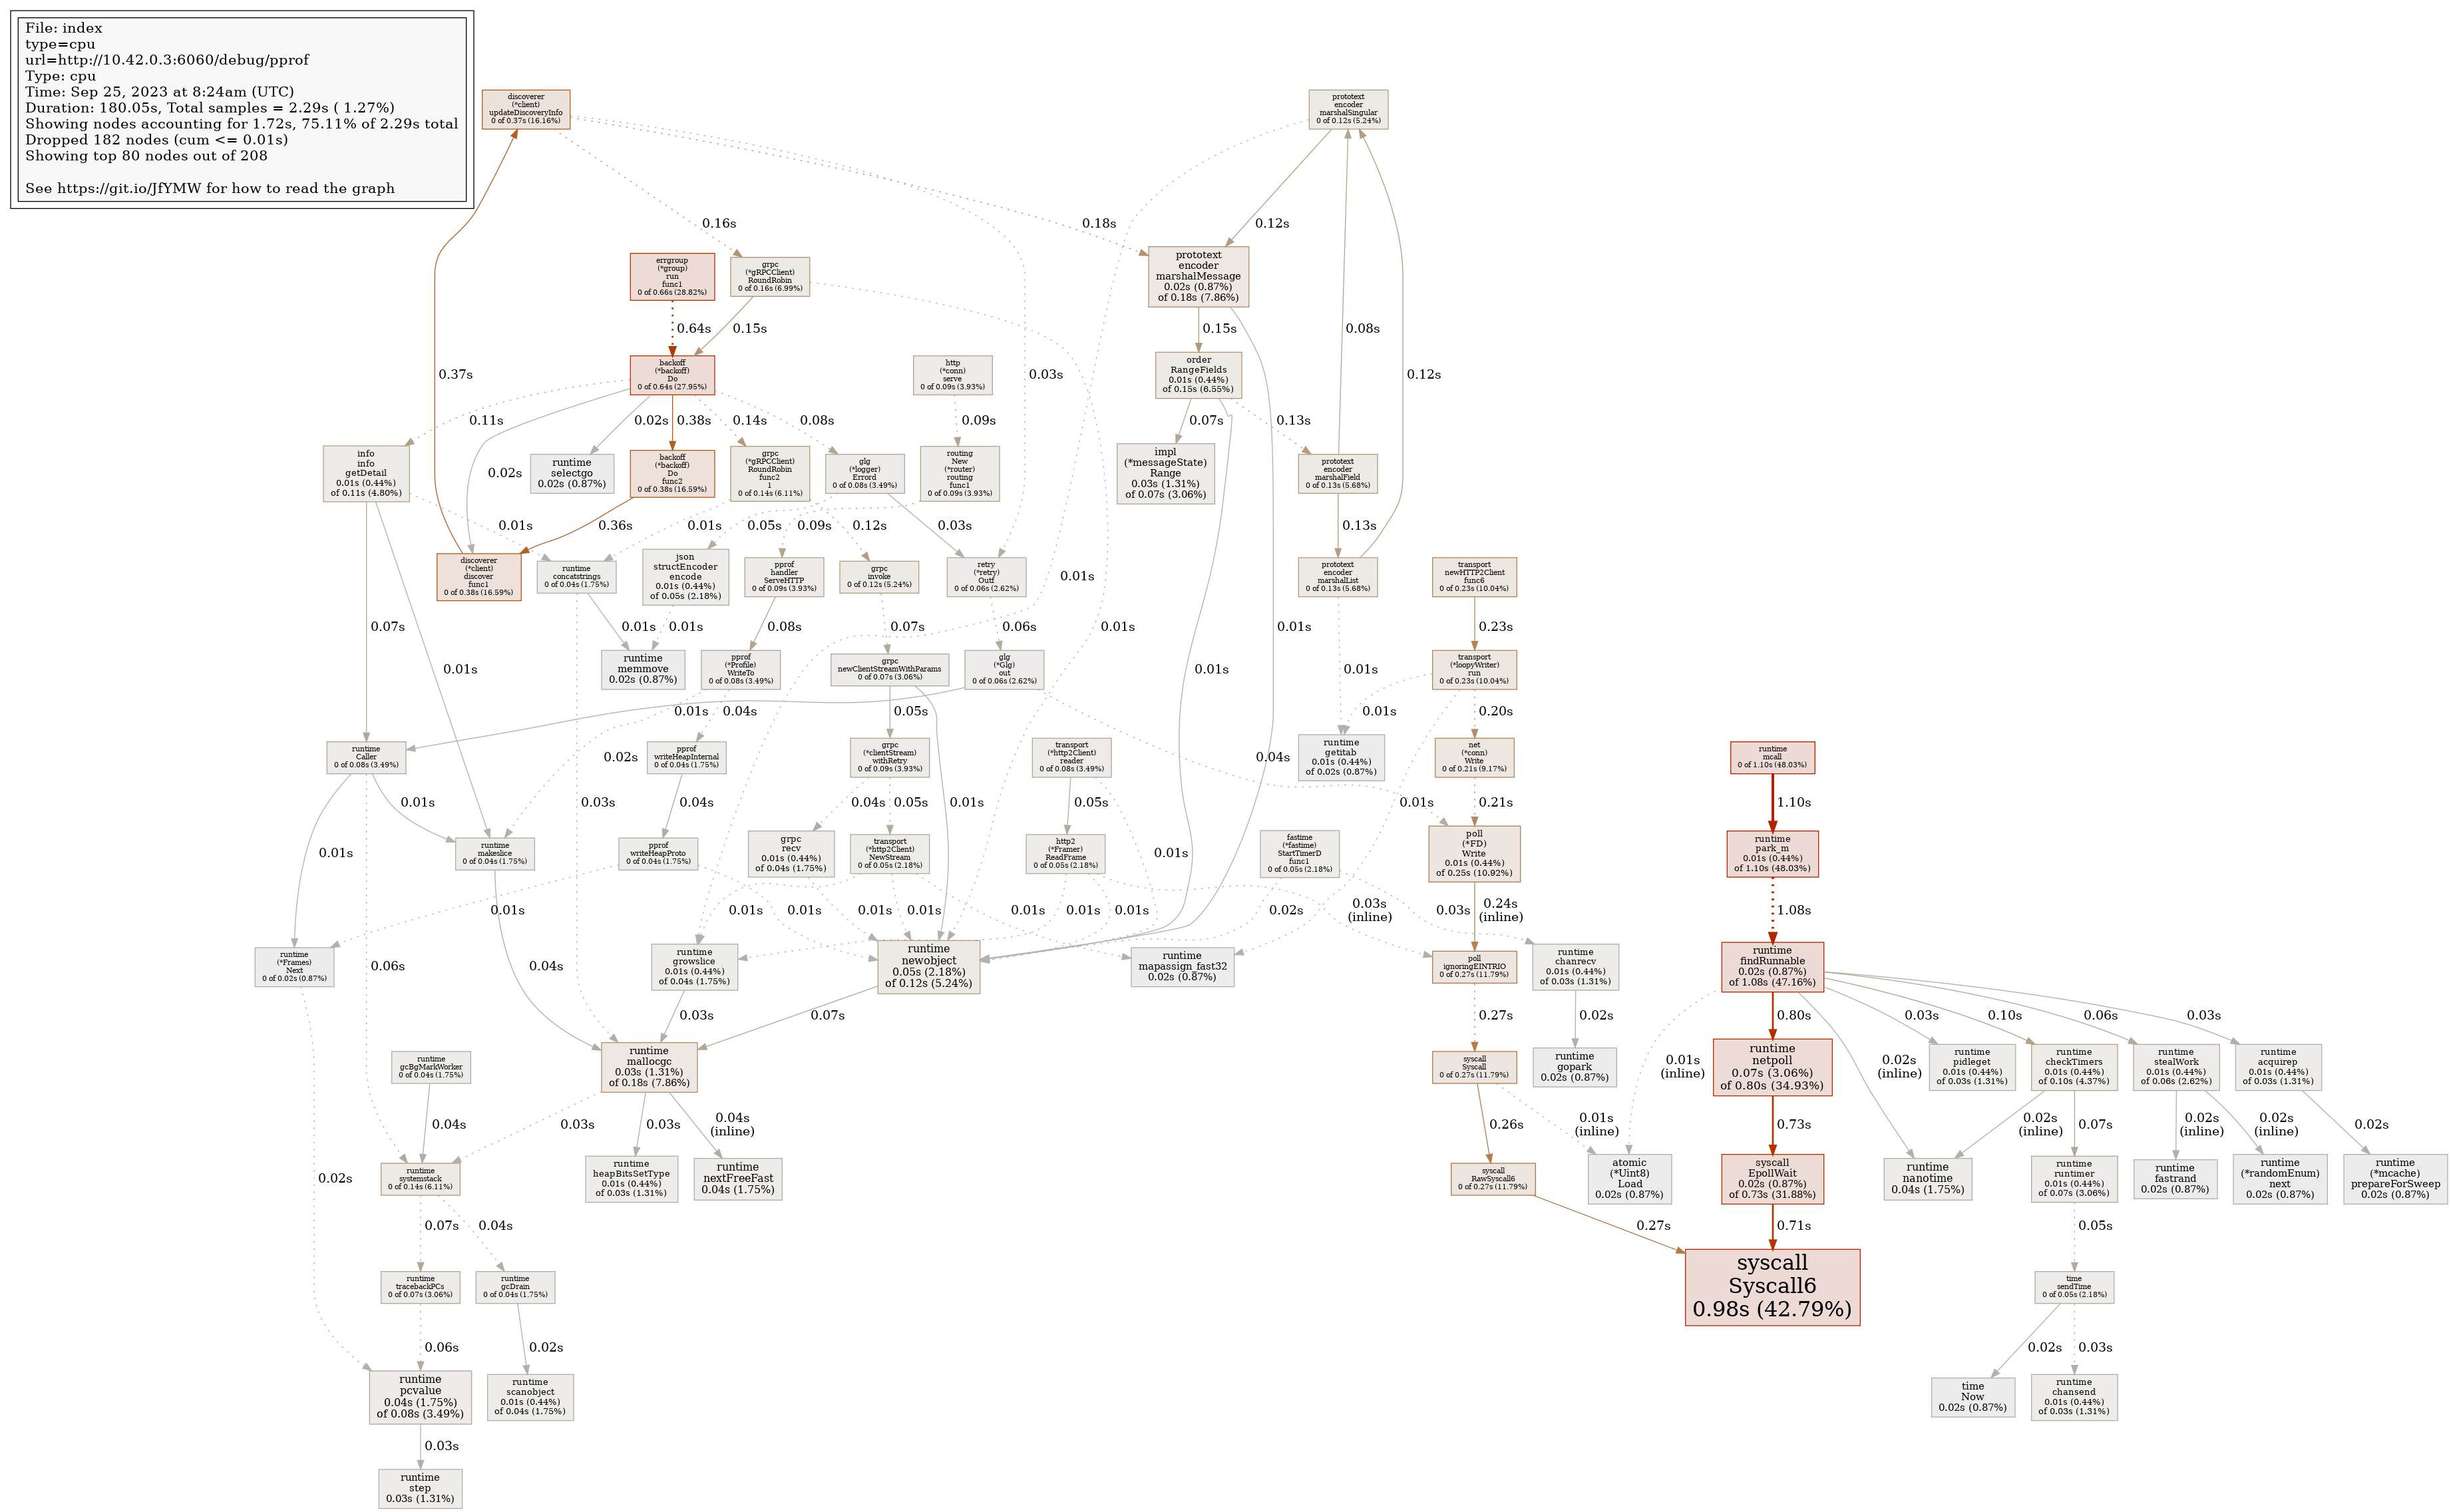 File: index
type=cpu
url=http://10.42.0.3:6060/debug/pprof
Type: cpu
Time: Sep 25, 2023 at 8:24am (UTC)
Duration: 180.05s, Total samples = 2.29s ( 1.27%)
Showing nodes accounting for 1.72s, 75.11% of 2.29s total
Dropped 182 nodes (cum <= 0.01s)
Showing top 80 nodes out of 208
See https://git.io/JfYMW for how to read the graph
discoverer
(*client)
updateDiscoveryInfo
0 of 0.37s (16.16%)
prototext
encoder
marshalSingular
0 of 0.12s (5.24%)
0.16s
0.18s
0.12s
errgroup
(*group)
run
func1
0 of 0.66s (28.82%)
grpc
(*gRPCClient)
RoundRobin
0 of 0.16s (6.99%)
prototext
encoder
marshalMessage
0.02s (0.87%)
of 0.18s (7.86%)
0.64s
0.15s
0.15s
0.08s
0.37s
0.03s
0.12s
backoff
(*backoff)
Do
0 of 0.64s (27.95%)
http
(*conn)
serve
0 of 0.09s (3.93%)
order
RangeFields
0.01s (0.44%)
of 0.15s (6.55%)
0.11s
0.02s
0.38s
0.14s
0.08s
0.09s
0.07s
0.13s
info
info
getDetail
0.01s (0.44%)
of 0.11s (4.80%)
0.02s
runtime
selectgo
0.02s (0.87%)
backoff
(*backoff)
Do
func2
0 of 0.38s (16.59%)
grpc
(*gRPCClient)
RoundRobin
func2
1
0 of 0.14s (6.11%)
glg
(*logger)
Errord
0 of 0.08s (3.49%)
routing
New
(*router)
routing
func1
0 of 0.09s (3.93%)
impl
(*messageState)
Range
0.03s (1.31%)
of 0.07s (3.06%)
prototext
encoder
marshalField
0 of 0.13s (5.68%)
0.01s
0.36s
0.01s
0.05s
0.09s
0.12s
0.03s
0.13s
discoverer
(*client)
discover
func1
0 of 0.38s (16.59%)
runtime
concatstrings
0 of 0.04s (1.75%)
json
structEncoder
encode
0.01s (0.44%)
of 0.05s (2.18%)
pprof
handler
ServeHTTP
0 of 0.09s (3.93%)
grpc
invoke
0 of 0.12s (5.24%)
retry
(*retry)
Outf
0 of 0.06s (2.62%)
0.01s
prototext
encoder
marshalList
0 of 0.13s (5.68%)
transport
newHTTP2Client
func6
0 of 0.23s (10.04%)
0.07s
0.01s
0.01s
0.01s
0.08s
0.07s
0.06s
0.01s
0.01s
0.01s
0.01s
0.23s
runtime
memmove
0.02s (0.87%)
pprof
(*Profile)
WriteTo
0 of 0.08s (3.49%)
grpc
newClientStreamWithParams
0 of 0.07s (3.06%)
glg
(*Glg)
out
0 of 0.06s (2.62%)
transport
(*loopyWriter)
run
0 of 0.23s (10.04%)
0.01s
0.04s
0.05s
0.01s
0.20s
runtime
Caller
0 of 0.08s (3.49%)
0.02s
pprof
writeHeapInternal
0 of 0.04s (1.75%)
grpc
(*clientStream)
withRetry
0 of 0.09s (3.93%)
transport
(*http2Client)
reader
0 of 0.08s (3.49%)
0.04s
runtime
getitab
0.01s (0.44%)
of 0.02s (0.87%)
net
(*conn)
Write
0 of 0.21s (9.17%)
runtime
mcall
0 of 1.10s (48.03%)
0.01s
0.03s
0.04s
0.04s
0.05s
0.01s
0.05s
0.01s
0.21s
1.10s
0.01s
runtime
makeslice
0 of 0.04s (1.75%)
pprof
writeHeapProto
0 of 0.04s (1.75%)
grpc
recv
0.01s (0.44%)
of 0.04s (1.75%)
transport
(*http2Client)
NewStream
0 of 0.05s (2.18%)
http2
(*Framer)
ReadFrame
0 of 0.05s (2.18%)
0.01s
fastime
(*fastime)
StartTimerD
func1
0 of 0.05s (2.18%)
poll
(*FD)
Write
0.01s (0.44%)
of 0.25s (10.92%)
runtime
park_m
0.01s (0.44%)
of 1.10s (48.03%)
0.01s
0.01s
0.01s
0.01s
0.01s
0.01s
0.01s
0.01s
0.02s
0.03s
(inline)
0.03s
0.24s
(inline)
1.08s
runtime
(*Frames)
Next
0 of 0.02s (0.87%)
0.06s
0.04s
runtime
growslice
0.01s (0.44%)
of 0.04s (1.75%)
runtime
newobject
0.05s (2.18%)
of 0.12s (5.24%)
runtime
mapassign_fast32
0.02s (0.87%)
poll
ignoringEINTRIO
0 of 0.27s (11.79%)
runtime
chanrecv
0.01s (0.44%)
of 0.03s (1.31%)
runtime
findRunnable
0.02s (0.87%)
of 1.08s (47.16%)
0.03s
0.07s
0.27s
0.02s
0.80s
0.03s
0.10s
0.06s
0.03s
runtime
gcBgMarkWorker
0 of 0.04s (1.75%)
runtime
mallocgc
0.03s (1.31%)
of 0.18s (7.86%)
syscall
Syscall
0 of 0.27s (11.79%)
runtime
gopark
0.02s (0.87%)
0.01s
(inline)
runtime
netpoll
0.07s (3.06%)
of 0.80s (34.93%)
0.02s
(inline)
runtime
pidleget
0.01s (0.44%)
of 0.03s (1.31%)
runtime
checkTimers
0.01s (0.44%)
of 0.10s (4.37%)
runtime
stealWork
0.01s (0.44%)
of 0.06s (2.62%)
runtime
acquirep
0.01s (0.44%)
of 0.03s (1.31%)
0.04s
0.03s
0.03s
0.04s
(inline)
0.26s
0.01s
(inline)
0.73s
0.02s
(inline)
0.07s
0.02s
(inline)
0.02s
(inline)
0.02s
0.02s
runtime
systemstack
0 of 0.14s (6.11%)
runtime
heapBitsSetType
0.01s (0.44%)
of 0.03s (1.31%)
runtime
nextFreeFast
0.04s (1.75%)
syscall
RawSyscall6
0 of 0.27s (11.79%)
atomic
(*Uint8)
Load
0.02s (0.87%)
syscall
EpollWait
0.02s (0.87%)
of 0.73s (31.88%)
runtime
nanotime
0.04s (1.75%)
runtime
runtimer
0.01s (0.44%)
of 0.07s (3.06%)
runtime
fastrand
0.02s (0.87%)
runtime
(*randomEnum)
next
0.02s (0.87%)
runtime
(*mcache)
prepareForSweep
0.02s (0.87%)
0.07s
0.04s
0.27s
0.71s
0.05s
runtime
tracebackPCs
0 of 0.07s (3.06%)
runtime
gcDrain
0 of 0.04s (1.75%)
syscall
Syscall6
0.98s (42.79%)
time
sendTime
0 of 0.05s (2.18%)
0.06s
0.02s
0.02s
0.03s
runtime
pcvalue
0.04s (1.75%)
of 0.08s (3.49%)
runtime
scanobject
0.01s (0.44%)
of 0.04s (1.75%)
time
Now
0.02s (0.87%)
runtime
chansend
0.01s (0.44%)
of 0.03s (1.31%)
0.03s
runtime
step
0.03s (1.31%)